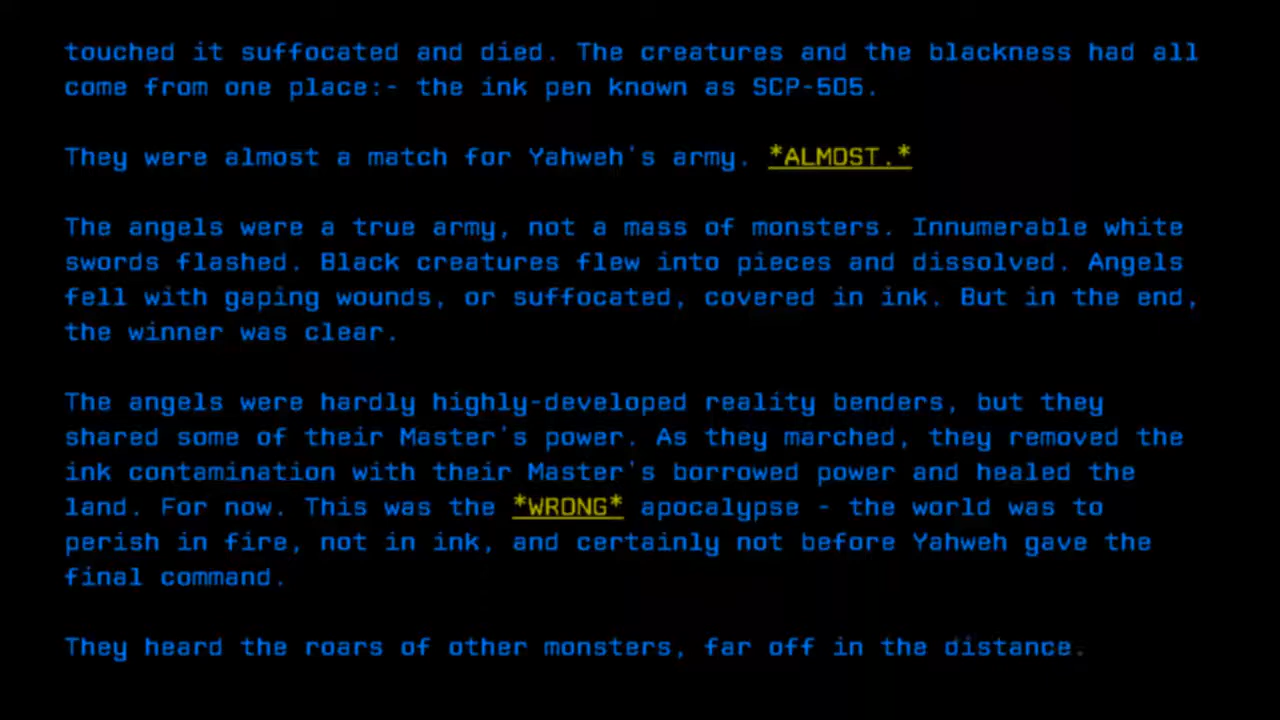 touched it suffocated and died. The creatures and the blackness had all
come from one place:- the ink pen known as SCP-505.
They were almost a match for Yahweh's army. *ALMOST.*
The angels were a true army, not a mass of monsters. Innumerable white
swords flashed. Black creatures flew into pieces and dissolved. Angels
fell with gaping wounds, or suffocated, covered in ink. But in the end,
the winner was clear.
The angels were hardly highly-developed reality benders, but they
shared some of their Master's power. As they marched, they removed the
ink contamination with their Master's borrowed power and healed the
land. For now. This was the *WRONG* apocalypse - the world was to
perish in fire, not in ink, and certainly not before Yahweh gave the
final command.
They heard the roars of other monsters, far off in the distance.